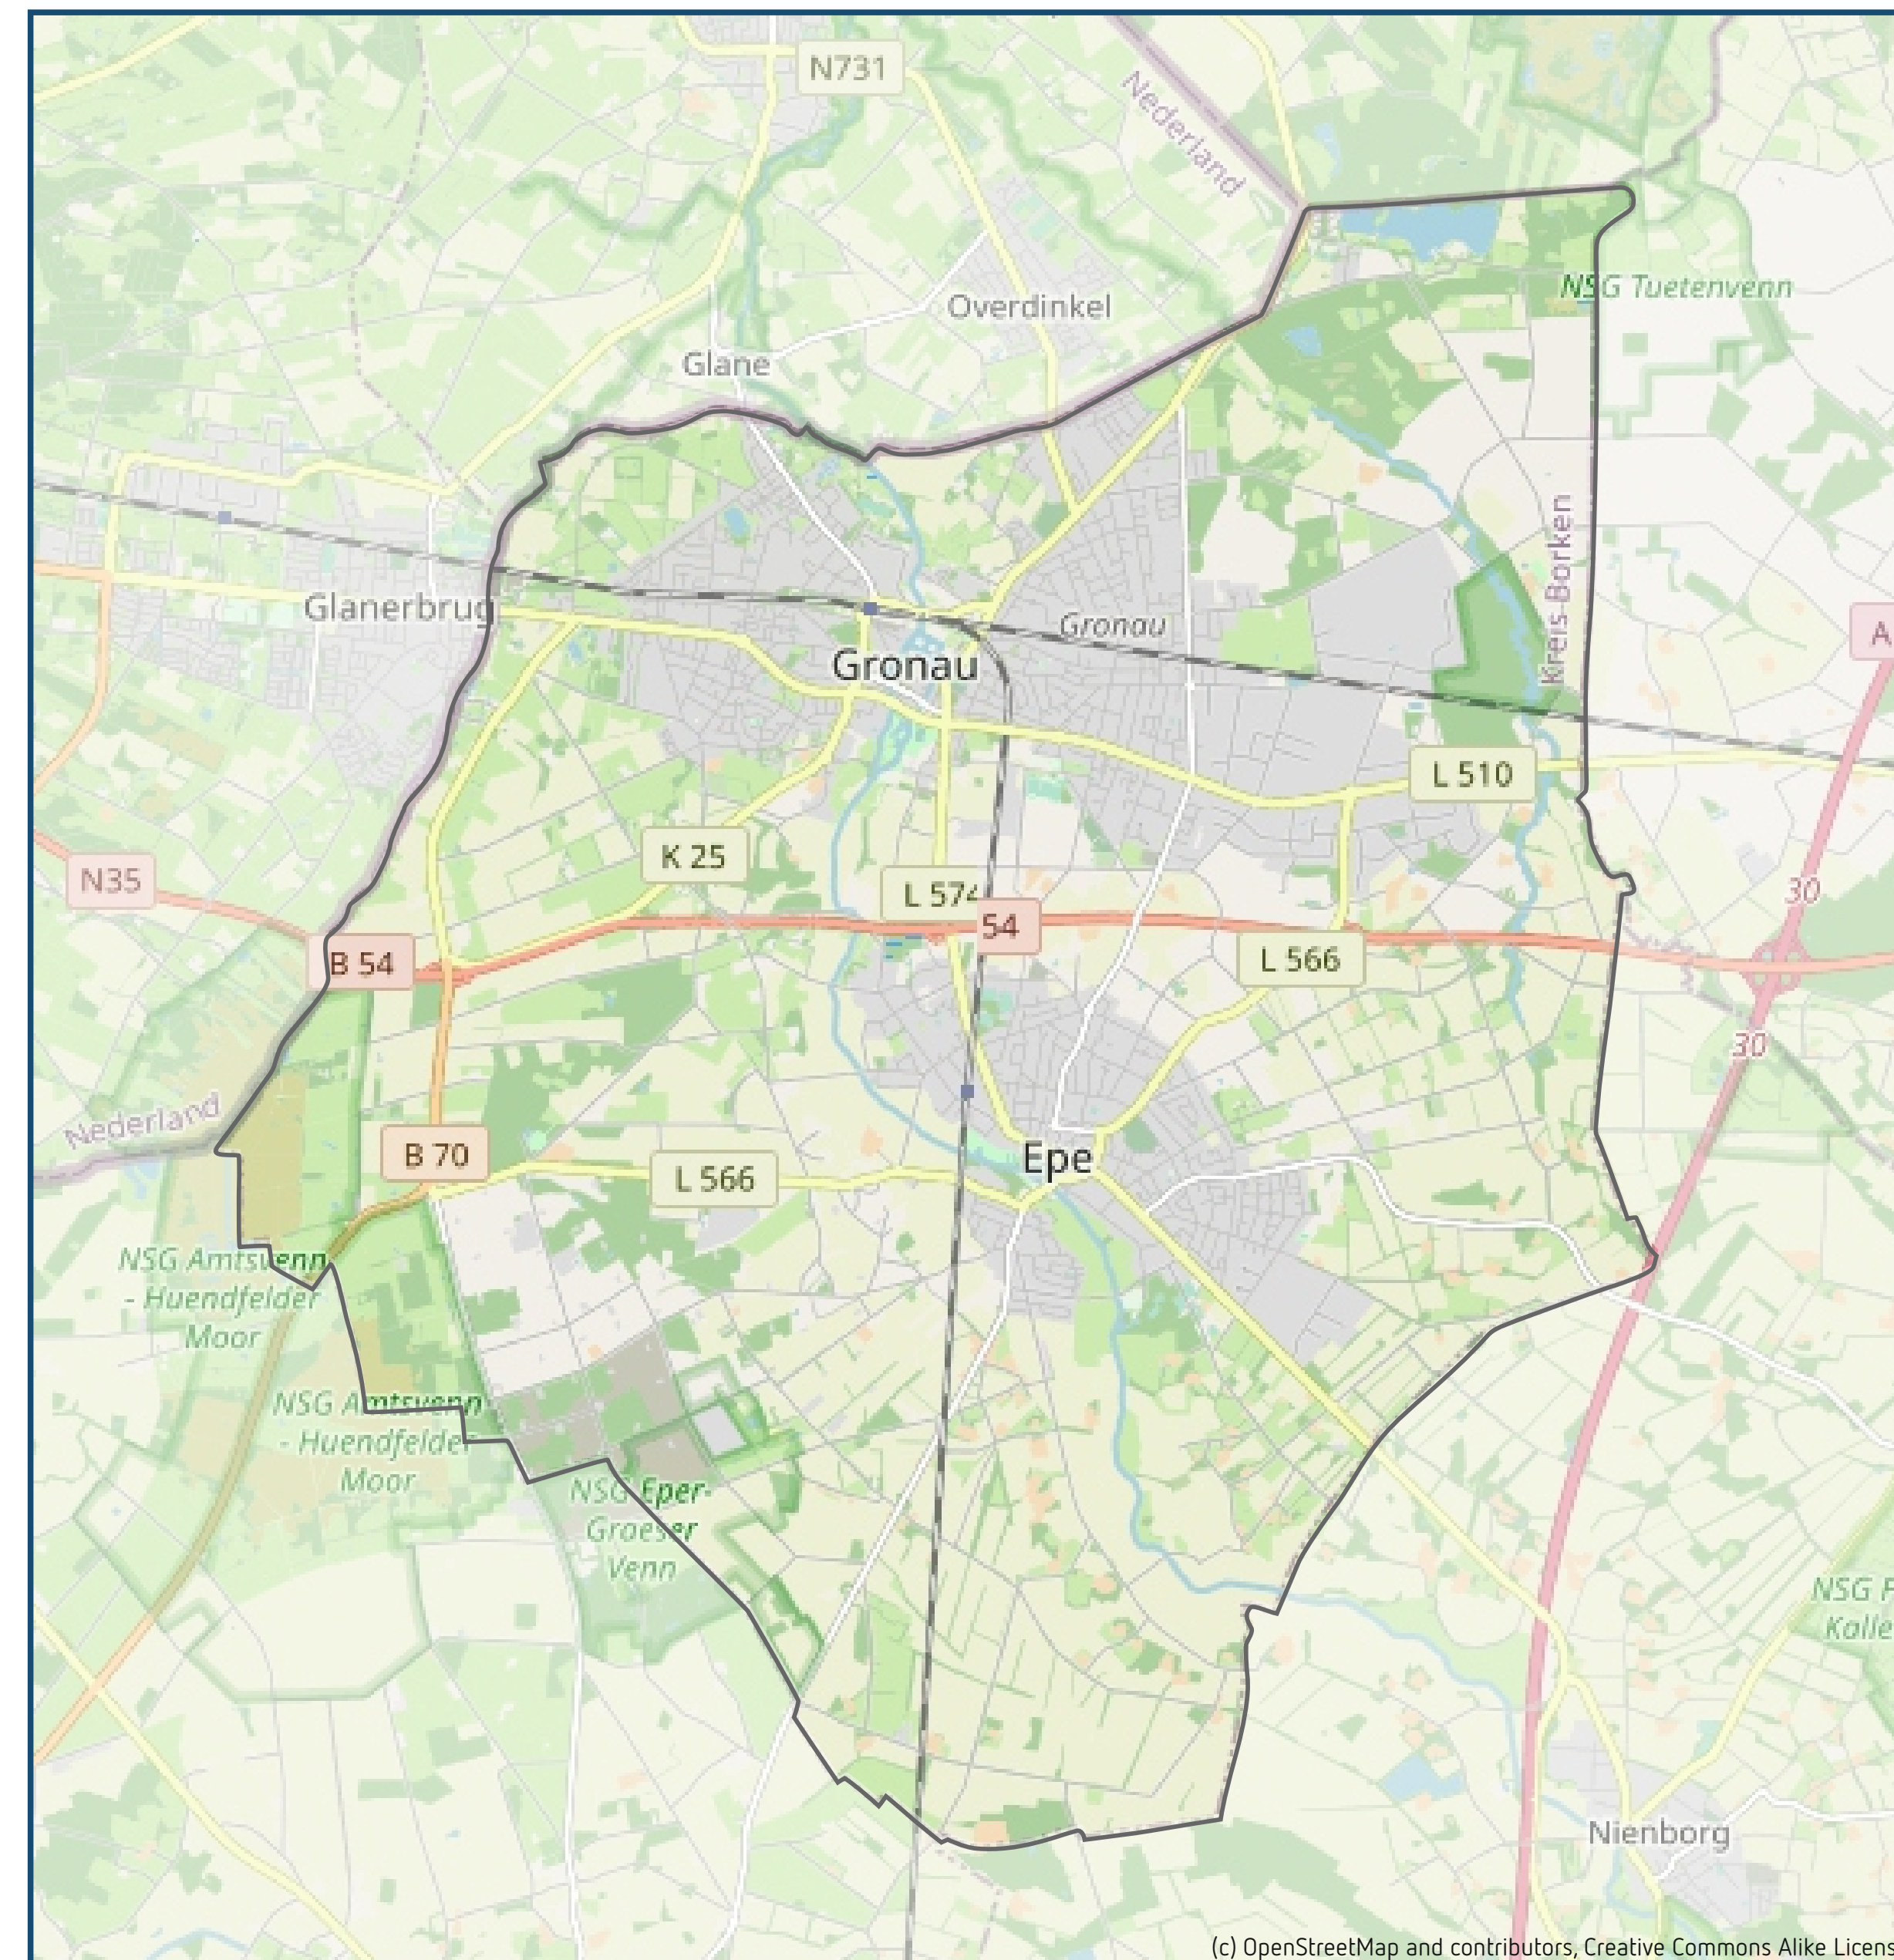 N731
Nederland
NSG Tuetenvenn
Overdinkel
Glane
Kreis Borken
Glanerbrug
Gronau
A
Gronau
L 510
K 25
N35
L 574
30
54
B 54
L 566
30
Nederland
B 70
Epe
L 566
NSG Amtsvenn
- Huendfelder
Moor
NSG Amtsvenn
- Huendfelder
Moor
NSG Eper-
Graeser
Venn
NSG F
Kalle
Nienborg
(c) OpenStreetMap and contributors, Creative Commons Alike Licens